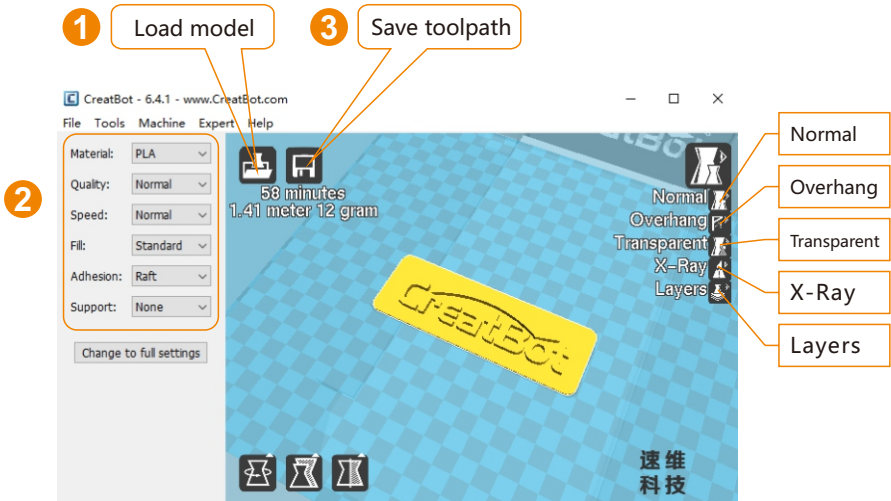 1 Load model
3 Save toolpath
CreatBot - 6.4.1 - www.CreatBot.com
File Tools Machine Expert Help
Material: PLA
Quality: Normal
Speed: Normal
Fill: Standard
Adhesion: Raft
Support: None
2
Change to full settings
58 minutes
1.41 meter 12 gram
Normal
Overhang
Transparent
X-Ray
Layers
Normal
Overhang
Transparent
X-Ray
Layers
CreatBot
速维
科技